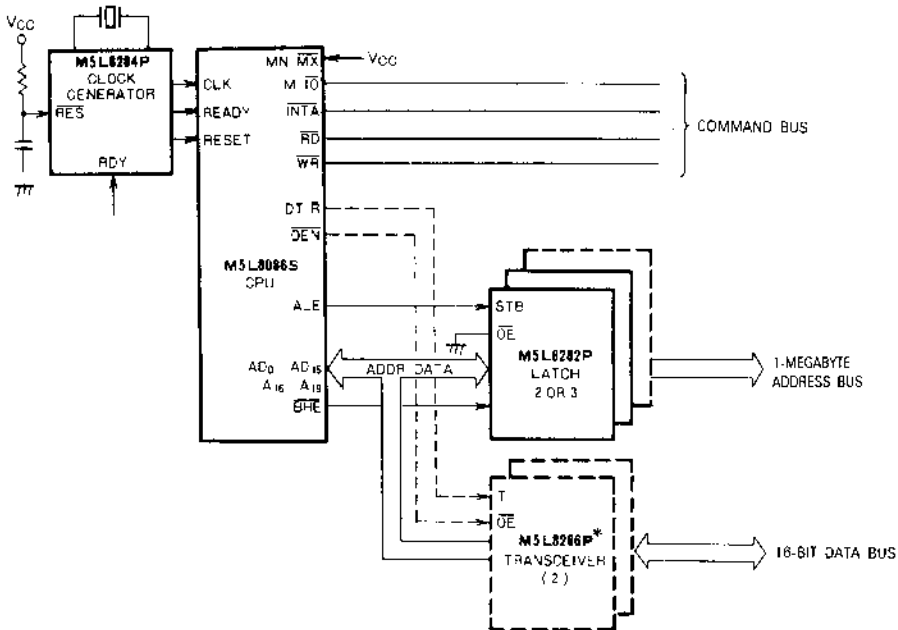 VCC
M5L8284P
CLOCK
GENERATOR
RES
RDY
CLK
READY
RESET
MN MX
VCC
M IO
INTA
RD
WR
COMMAND BUS
DT R
DEN
M5L8086S
CPU
ALE
AD0 AD15
A16 A19
BHE
ADDR DATA
STB
OE
M5L8282P
LATCH
2 OR 3
1-MEGABYTE
ADDRESS BUS
T
OE
M5L8286P*
TRANSCEIVER
(2)
16-BIT DATA BUS